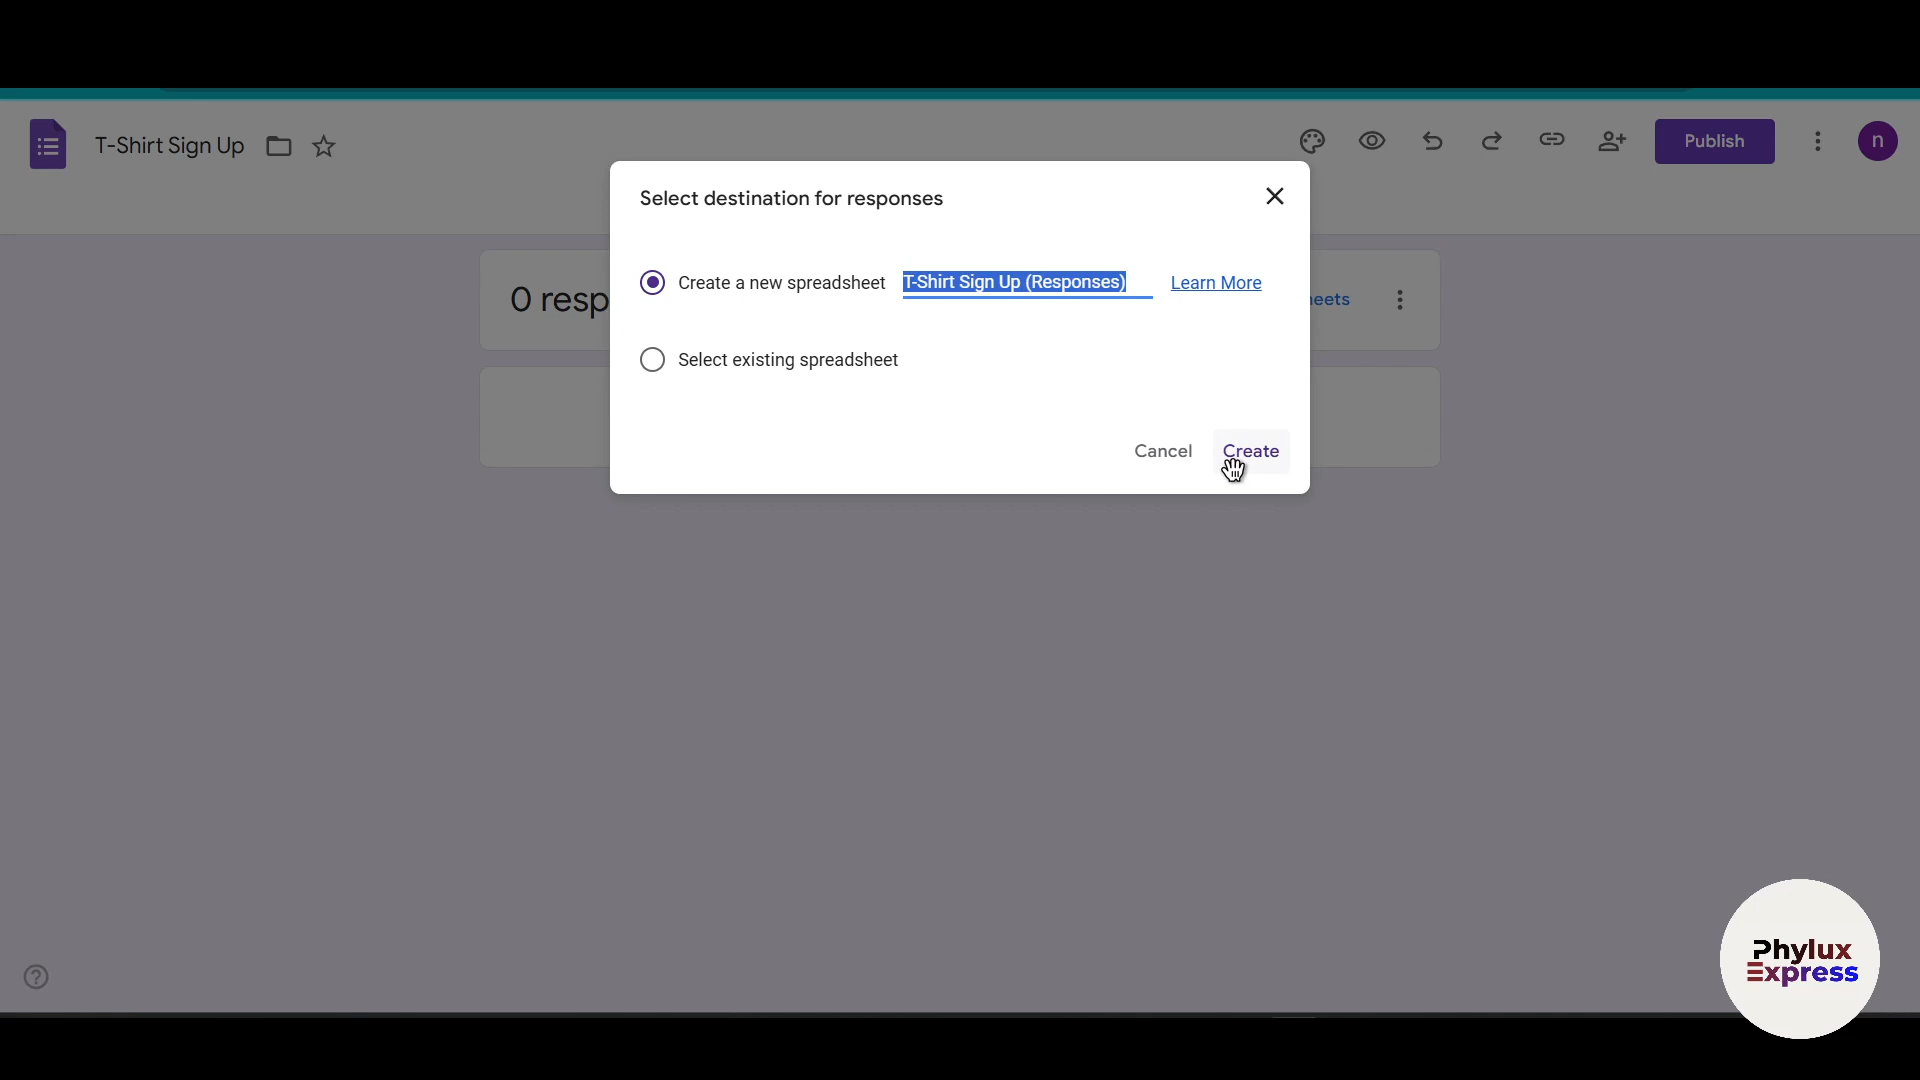 T-Shirt Sign Up
Publish
n
Select destination for responses
Create a new spreadsheet T-Shirt Sign Up (Responses) Learn More
0 resp
eets
Select existing spreadsheet
Cancel Create
Phylux
Express